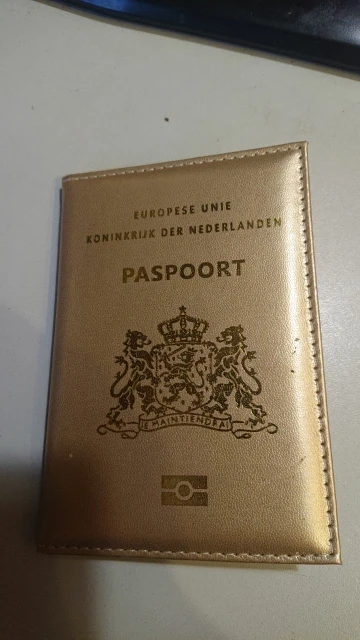 EUROPESE UNIE
KONINKRIJK DER NEDERLANDEN
PASPOORT
JE MAINTIENDRAI